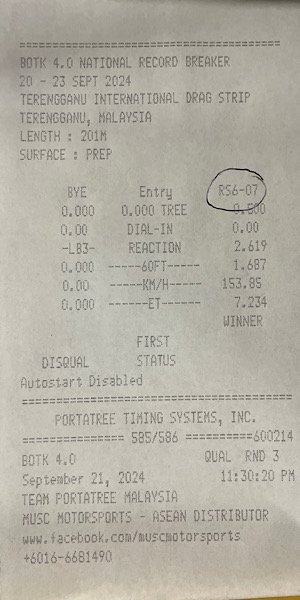 ========================================
BOTK 4.0 NATIONAL RECORD BREAKER
20 - 23 SEPT 2024
TERENGGANU INTERNATIONAL DRAG STRIP
TERENGGANU, MALAYSIA
LENGTH : 201M
SURFACE : PREP
BYE Entry RS6-07
0.000 0.000 TREE 0.500
0.00 DIAL-IN 0.00
-LB3- REACTION 2.619
0.000 -----60FT----- 1.687
0.00 -----KM/H----- 153.85
0.000 ------ET------ 7.234
WINNER
FIRST
DISQUAL STATUS
Autostart Disabled
========================================
PORTATREE TIMING SYSTEMS, INC.
=============== 585/586 ==========600214
BOTK 4.0 QUAL RND 3
September 21, 2024 11:30:20 PM
TEAM PORTATREE MALAYSIA
MUSC MOTORSPORTS - ASEAN DISTRIBUTOR
www.facebook.com/muscmotorsports
+6016-6681490